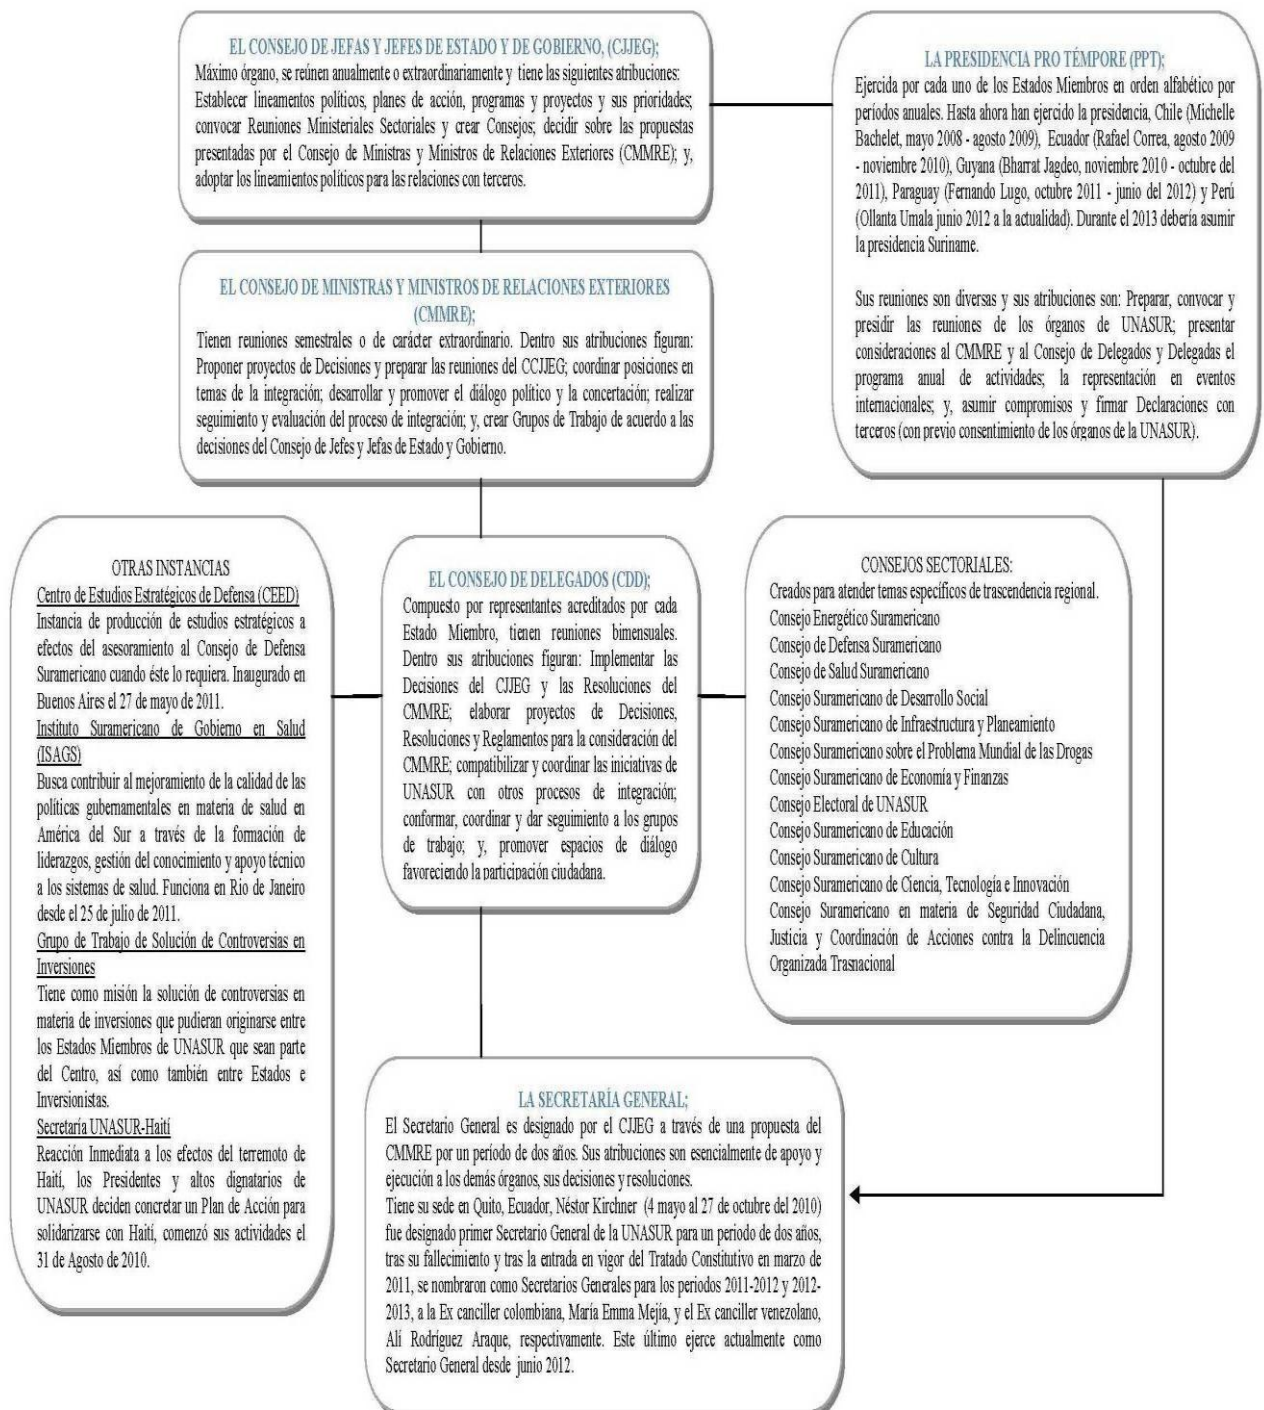 EL CONSEJO DE JEFAS Y JEFES DE ESTADO Y DE GOBIERNO, (CJJEG);
Máximo órgano, se reúnen anualmente o extraordinariamente y tiene las siguientes atribuciones:
Establecer lineamentos políticos, planes de acción, programas y proyectos y sus prioridades;
convocar Reuniones Ministeriales Sectoriales y crear Consejos; decidir sobre las propuestas
presentadas por el Consejo de Ministras y Ministros de Relaciones Exteriores (CMMRE); y,
adoptar los lineamientos políticos para las relaciones con terceros.
LA PRESIDENCIA PRO TÉMPORE (PPT);
Ejercida por cada uno de los Estados Miembros en orden alfabético por
períodos anuales. Hasta ahora han ejercido la presidencia, Chile (Michelle
Bachelet, mayo 2008 - agosto 2009), Ecuador (Rafael Correa, agosto 2009
- noviembre 2010), Guyana (Bharrat Jagdeo, noviembre 2010 - octubre del
2011), Paraguay (Fernando Lugo, octubre 2011 - junio del 2012) y Perú
(Ollanta Umala junio 2012 a la actualidad). Durante el 2013 debería asumir
la presidencia Suriname.
Sus reuniones son diversas y sus atribuciones son: Preparar, convocar y
presidir las reuniones de los órganos de UNASUR; presentar
consideraciones al CMMRE y al Consejo de Delegados y Delegadas el
programa anual de actividades; la representación en eventos
internacionales; y, asumir compromisos y firmar Declaraciones con
terceros (con previo consentimiento de los órganos de la UNASUR).
EL CONSEJO DE MINISTRAS Y MINISTROS DE RELACIONES EXTERIORES
(CMMRE);
Tienen reuniones semestrales o de carácter extraordinario. Dentro sus atribuciones figuran:
Proponer proyectos de Decisiones y preparar las reuniones del CCJJEG; coordinar posiciones en
temas de la integración; desarrollar y promover el diálogo político y la concertación; realizar
seguimiento y evaluación del proceso de integración; y, crear Grupos de Trabajo de acuerdo a las
decisiones del Consejo de Jefes y Jefas de Estado y Gobierno.
OTRAS INSTANCIAS
Centro de Estudios Estratégicos de Defensa (CEED)
Instancia de producción de estudios estratégicos a
efectos del asesoramiento al Consejo de Defensa
Suramericano cuando éste lo requiera. Inaugurado en
Buenos Aires el 27 de mayo de 2011.
Instituto Suramericano de Gobierno en Salud
(ISAGS)
Busca contribuir al mejoramiento de la calidad de las
políticas gubernamentales en materia de salud en
América del Sur a través de la formación de
liderazgos, gestión del conocimiento y apoyo técnico
a los sistemas de salud. Funciona en Rio de Janeiro
desde el 25 de julio de 2011.
Grupo de Trabajo de Solución de Controversias en
Inversiones
Tiene como misión la solución de controversias en
materia de inversiones que pudieran originarse entre
los Estados Miembros de UNASUR que sean parte
del Centro, así como también entre Estados e
Inversionistas.
Secretaría UNASUR-Haití
Reacción Inmediata a los efectos del terremoto de
Haití, los Presidentes y altos dignatarios de
UNASUR deciden concretar un Plan de Acción para
solidarizarse con Haití, comenzó sus actividades el
31 de Agosto de 2010.
EL CONSEJO DE DELEGADOS (CDD);
Compuesto por representantes acreditados por cada
Estado Miembro, tienen reuniones bimensuales.
Dentro sus atribuciones figuran: Implementar las
Decisiones del CJJEG y las Resoluciones del
CMMRE; elaborar proyectos de Decisiones,
Resoluciones y Reglamentos para la consideración del
CMMRE; compatibilizar y coordinar las iniciativas de
UNASUR con otros procesos de integración;
conformar, coordinar y dar seguimiento a los grupos
de trabajo; y, promover espacios de diálogo
favoreciendo la participación ciudadana.
CONSEJOS SECTORIALES:
Creados para atender temas específicos de trascendencia regional.
Consejo Energético Suramericano
Consejo de Defensa Suramericano
Consejo de Salud Suramericano
Consejo Suramericano de Desarrollo Social
Consejo Suramericano de Infraestructura y Planeamiento
Consejo Suramericano sobre el Problema Mundial de las Drogas
Consejo Suramericano de Economía y Finanzas
Consejo Electoral de UNASUR
Consejo Suramericano de Educación
Consejo Suramericano de Cultura
Consejo Suramericano de Ciencia, Tecnología e Innovación
Consejo Suramericano en materia de Seguridad Ciudadana,
Justicia y Coordinación de Acciones contra la Delincuencia
Organizada Trasnacional
LA SECRETARÍA GENERAL;
El Secretario General es designado por el CJJEG a través de una propuesta del
CMMRE por un período de dos años. Sus atribuciones son esencialmente de apoyo y
ejecución a los demás órganos, sus decisiones y resoluciones.
Tiene su sede en Quito, Ecuador, Néstor Kirchner (4 mayo al 27 de octubre del 2010)
fue designado primer Secretario General de la UNASUR para un periodo de dos años,
tras su fallecimiento y tras la entrada en vigor del Tratado Constitutivo en marzo de
2011, se nombraron como Secretarios Generales para los periodos 2011-2012 y 2012-
2013, a la Ex canciller colombiana, María Emma Mejía, y el Ex canciller venezolano,
Alí Rodríguez Araque, respectivamente. Este último ejerce actualmente como
Secretario General desde junio 2012.